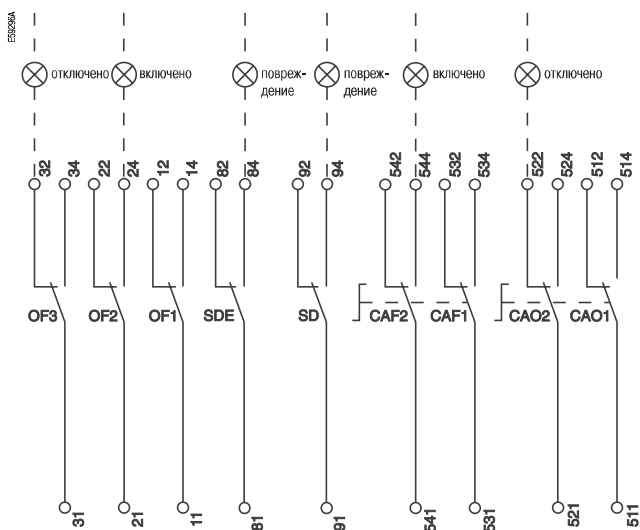 E59296A
отключено включено повреж-
дение повреж-
дение включено отключено
32 34 22 24 12 14 82 84 92 94 542 544 532 534 522 524 512 514
OF3 OF2 OF1 SDE SD CAF2 CAF1 CAO2 CAO1
31 21 11 81 91 541 531 521 511